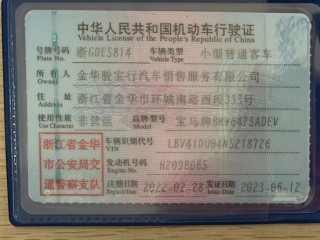 中华人民共和国机动车行驶证
Vehicle License of the People's Republic of China
号牌号码 浙GDE5814 车辆类型 小型普通客车
Plate No. Vehicle Type
所有人 金华骏宝行汽车销售服务有限公司
Owner
住址 浙江省金华市环城南路西段333号
Address
使用性质 非营运 品牌型号 宝马牌BMW6475ADEV
Use Character Model
浙江省金华市公安局交通警察支队
车辆识别代号 LBV41DU04NSZ18726
VIN
发动机号码 HZ09B665
Engine No.
注册日期 2022-02-28 发证日期 2023-06-12
Register Date Issue Date